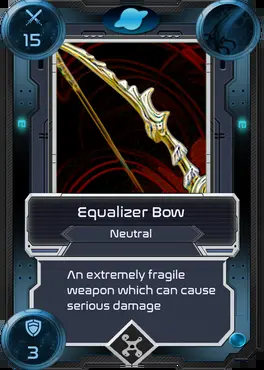 15
Equalizer Bow
Neutral
An extremely fragile
weapon which can cause
serious damage
3